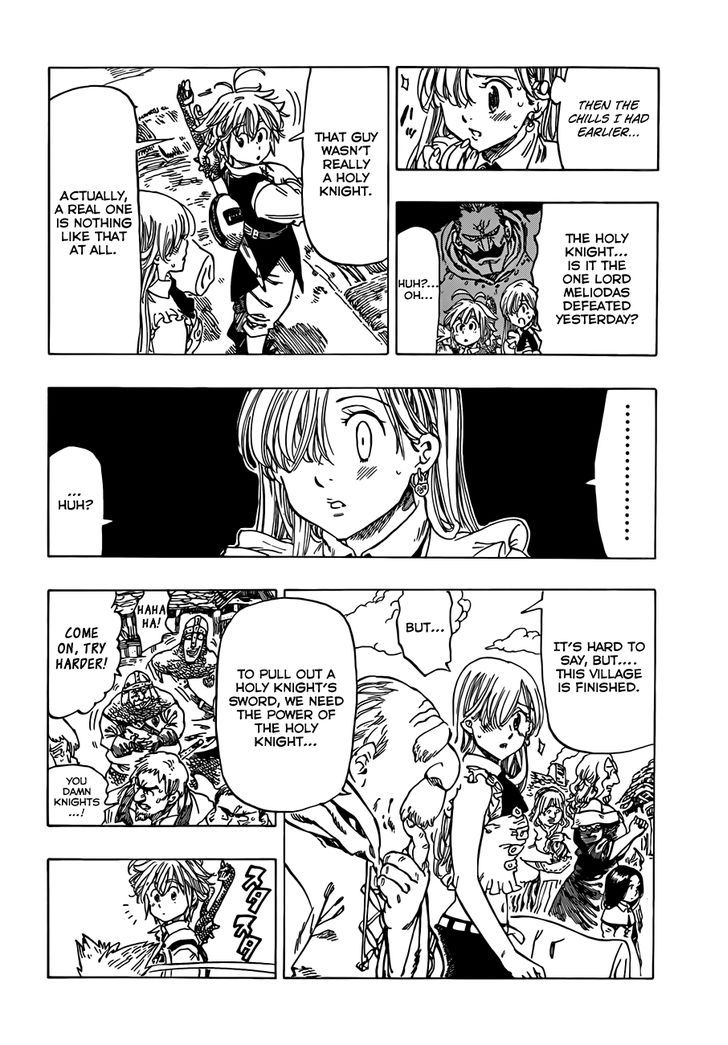 THEN THE
CHILLS I HAD
EARLIER...
THAT GUY
WASN'T
REALLY
A HOLY
KNIGHT.
ACTUALLY,
A REAL ONE
IS NOTHING
LIKE THAT
AT ALL.
THE HOLY
KNIGHT...
IS IT THE
ONE LORD
MELIODAS
DEFEATED
YESTERDAY?
HUH?...
OH...
..........
...
HUH?
IT'S HARD TO
SAY, BUT....
THIS VILLAGE
IS FINISHED.
BUT...
TO PULL OUT A
HOLY KNIGHT'S
SWORD, WE NEED
THE POWER OF
THE HOLY
KNIGHT...
HAHA
HA!
COME
ON, TRY
HARDER!
YOU
DAMN
KNIGHTS
...!
スタスタ